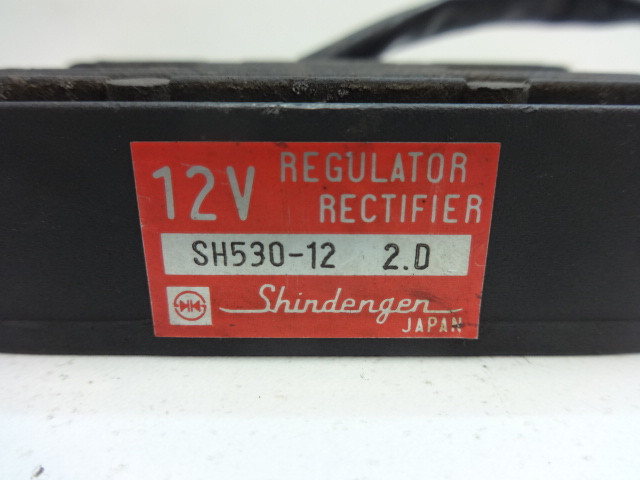 12V REGULATOR
RECTIFIER
SH530-12 2.D
Shindengen
JAPAN